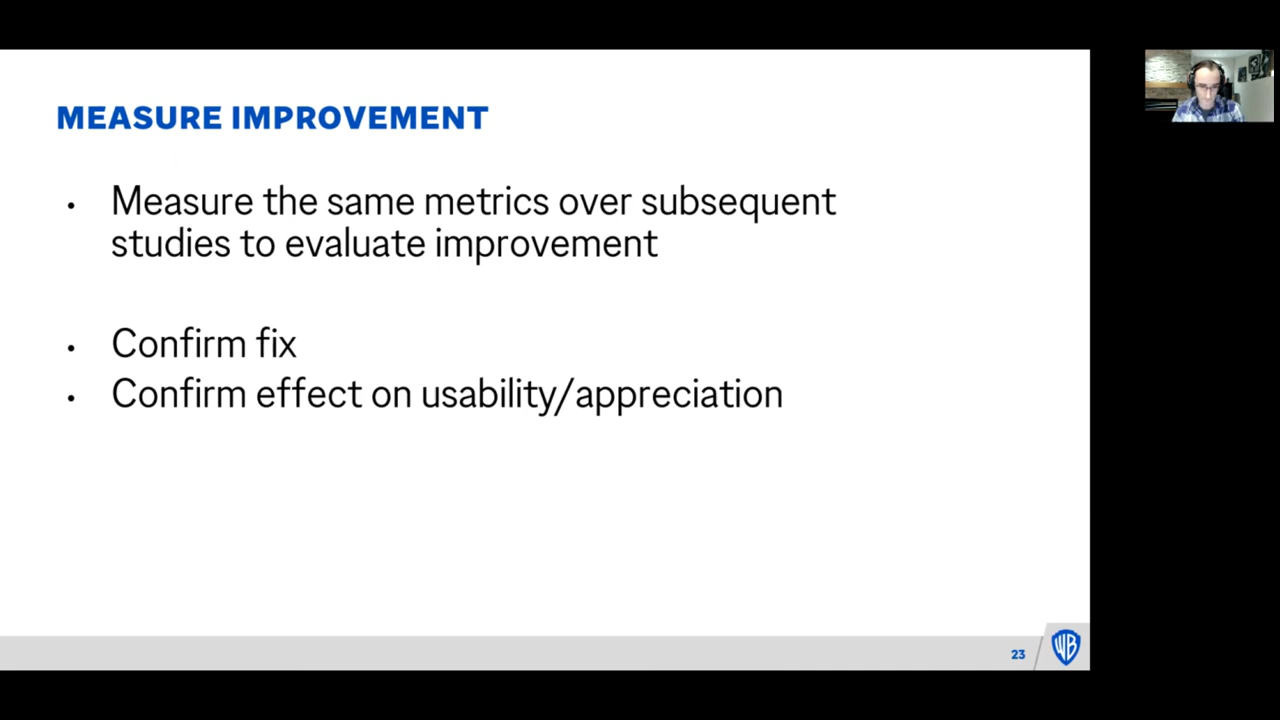 MEASURE IMPROVEMENT
• Measure the same metrics over subsequent
studies to evaluate improvement
• Confirm fix
• Confirm effect on usability/appreciation
23
WB